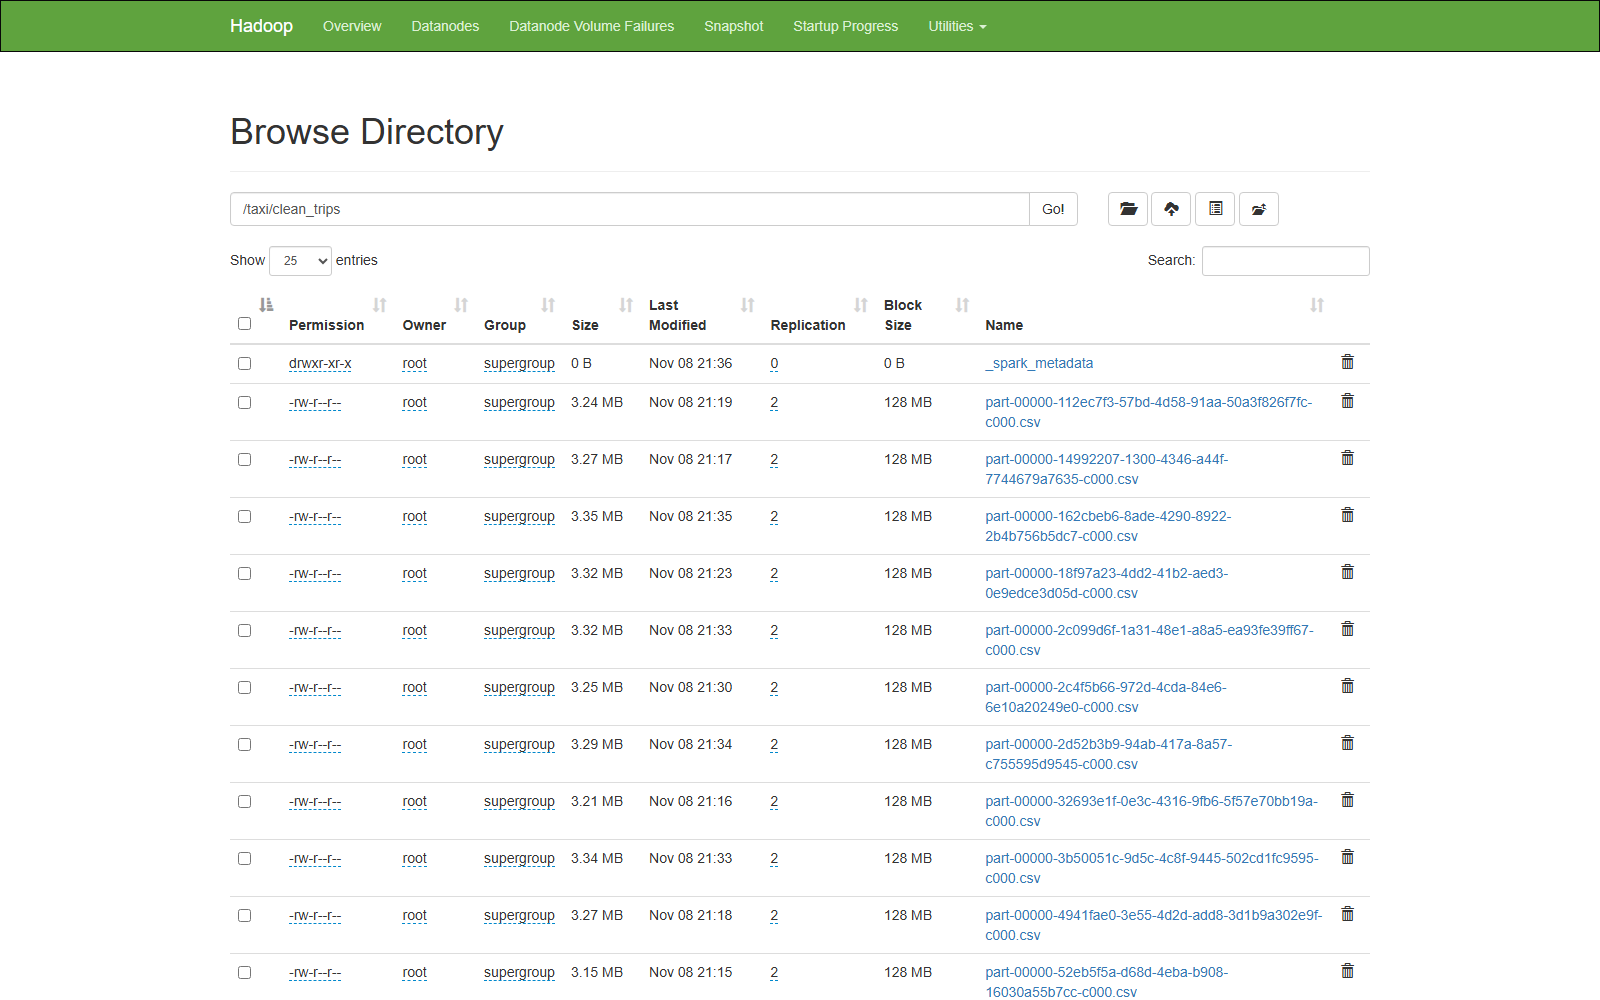 Hadoop Overview Datanodes Datanode Volume Failures Snapshot Startup Progress Utilities
Browse Directory
/taxi/clean_trips Go!
Show 25 entries Search:
Permission Owner Group Size Last Modified Replication Block Size Name
drwxr-xr-x root supergroup 0 B Nov 08 21:36 0 0 B _spark_metadata
-rw-r--r-- root supergroup 3.24 MB Nov 08 21:19 2 128 MB part-00000-112ec7f3-57bd-4d58-91aa-50a3f826f7fc-
c000.csv
-rw-r--r-- root supergroup 3.27 MB Nov 08 21:17 2 128 MB part-00000-14992207-1300-4346-a44f-
7744679a7635-c000.csv
-rw-r--r-- root supergroup 3.35 MB Nov 08 21:35 2 128 MB part-00000-162cbeb6-8ade-4290-8922-
2b4b756b5dc7-c000.csv
-rw-r--r-- root supergroup 3.32 MB Nov 08 21:23 2 128 MB part-00000-18f97a23-4dd2-41b2-aed3-
0e9edce3d05d-c000.csv
-rw-r--r-- root supergroup 3.32 MB Nov 08 21:33 2 128 MB part-00000-2c099d6f-1a31-48e1-a8a5-ea93fe39ff67-
c000.csv
-rw-r--r-- root supergroup 3.25 MB Nov 08 21:30 2 128 MB part-00000-2c4f5b66-972d-4cda-84e6-
6e10a20249e0-c000.csv
-rw-r--r-- root supergroup 3.29 MB Nov 08 21:34 2 128 MB part-00000-2d52b3b9-94ab-417a-8a57-
c755595d9545-c000.csv
-rw-r--r-- root supergroup 3.21 MB Nov 08 21:16 2 128 MB part-00000-32693e1f-0e3c-4316-9fb6-5f57e70bb19a-
c000.csv
-rw-r--r-- root supergroup 3.34 MB Nov 08 21:33 2 128 MB part-00000-3b50051c-9d5c-4c8f-9445-502cd1fc9595-
c000.csv
-rw-r--r-- root supergroup 3.27 MB Nov 08 21:18 2 128 MB part-00000-4941fae0-3e55-4d2d-add8-3d1b9a302e9f-
c000.csv
-rw-r--r-- root supergroup 3.15 MB Nov 08 21:15 2 128 MB part-00000-52eb5f5a-d68d-4eba-b908-
16030a55b7cc-c000.csv